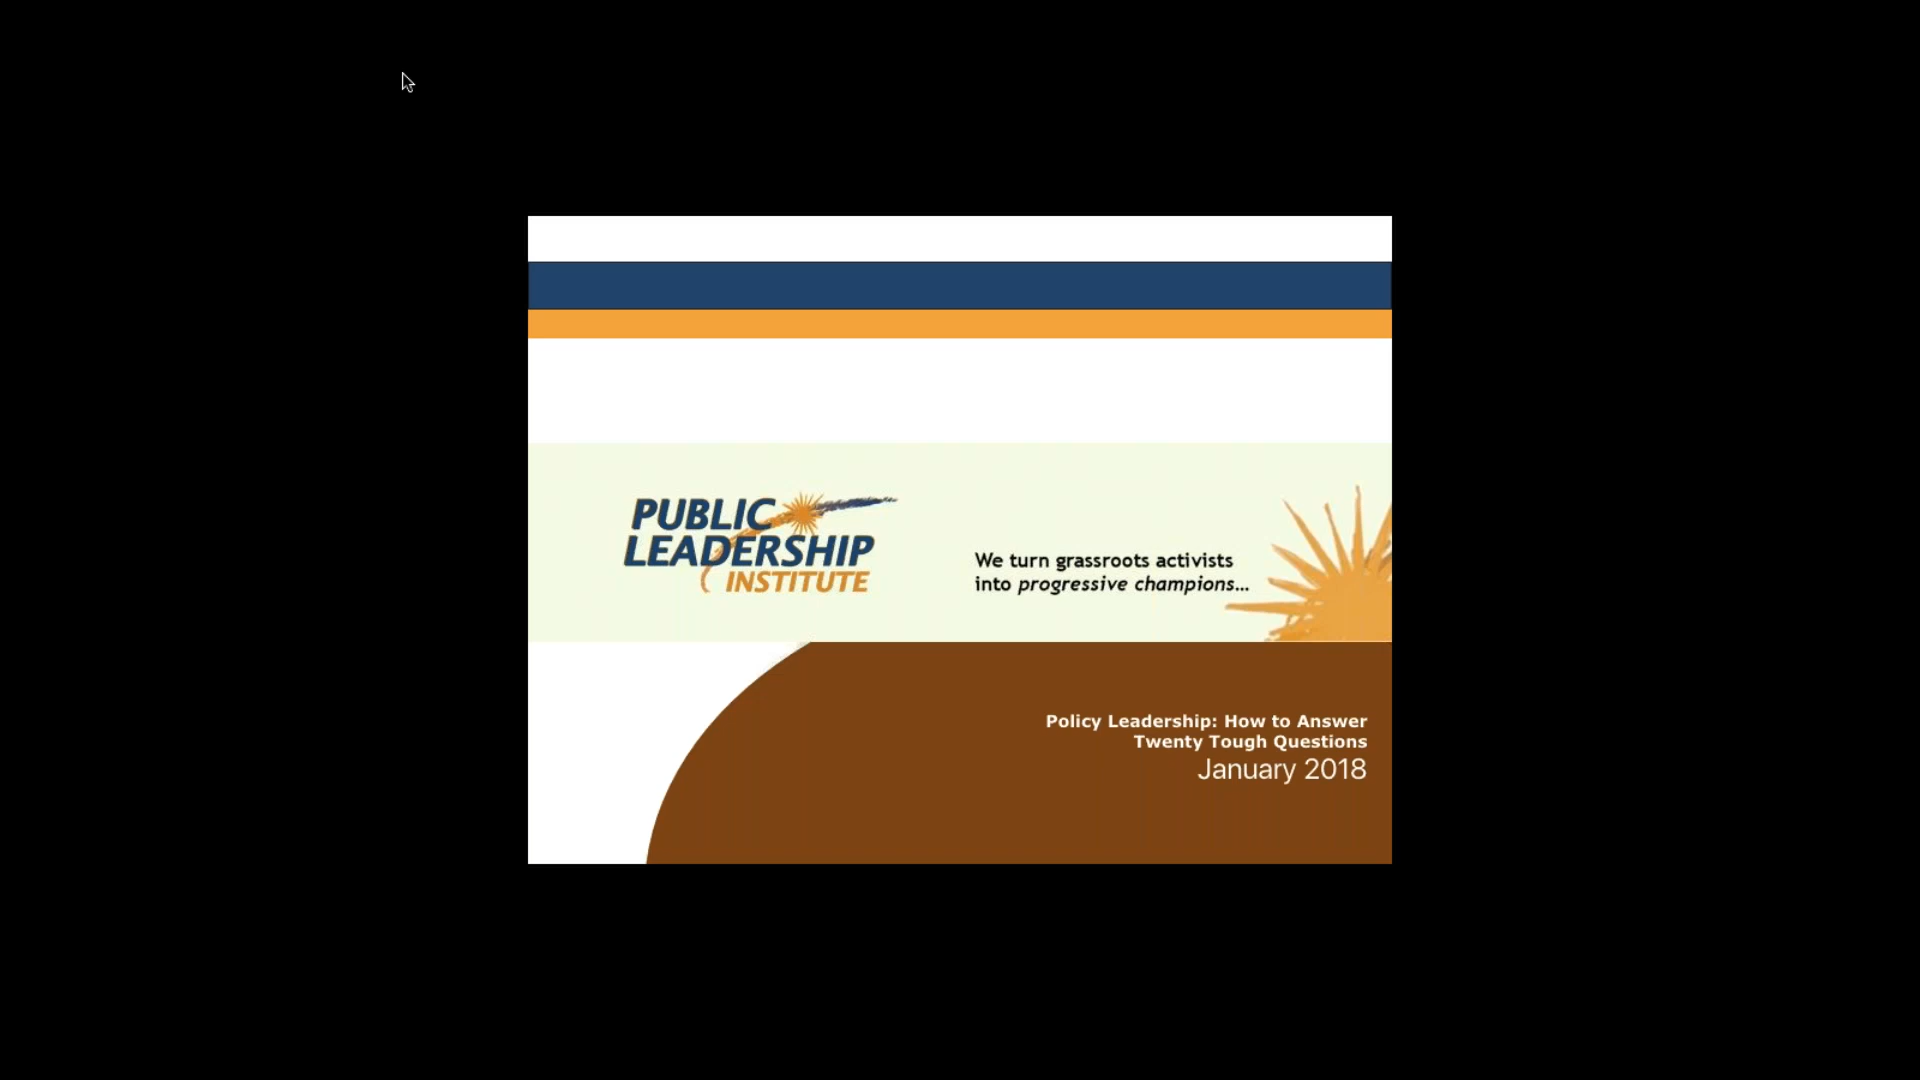 PUBLIC
LEADERSHIP
INSTITUTE
We turn grassroots activists
into progressive champions...
Policy Leadership: How to Answer
Twenty Tough Questions
January 2018